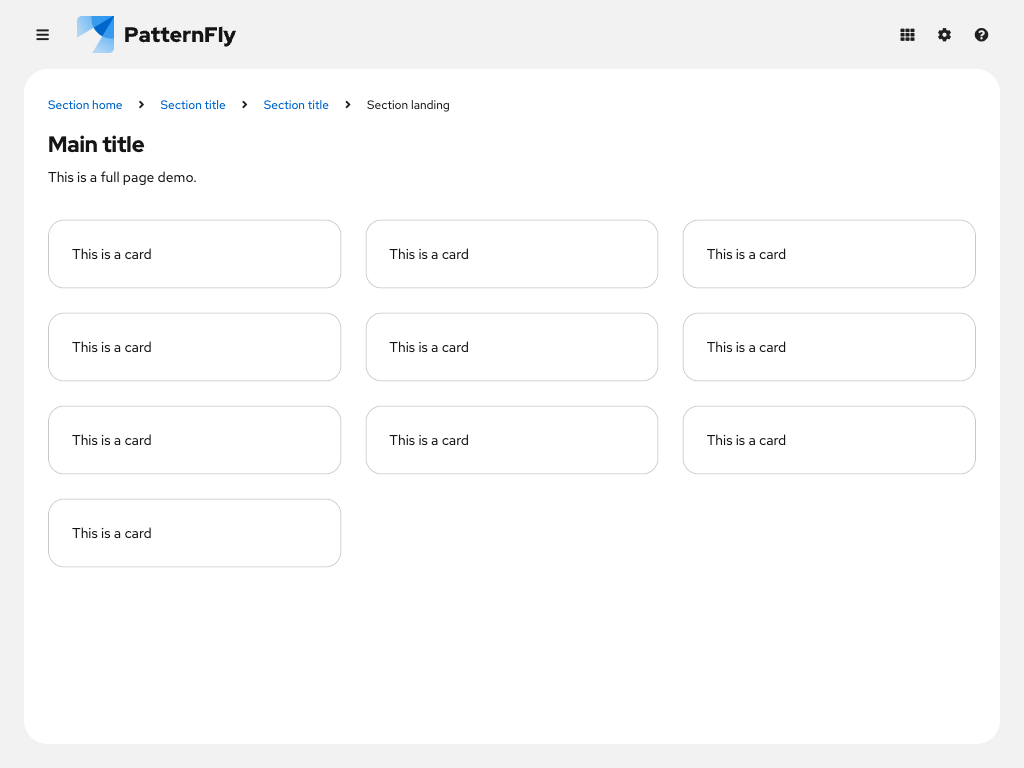 PatternFly
Section home Section title Section title Section landing
Main title
This is a full page demo.
This is a card This is a card This is a card
This is a card This is a card This is a card
This is a card This is a card This is a card
This is a card